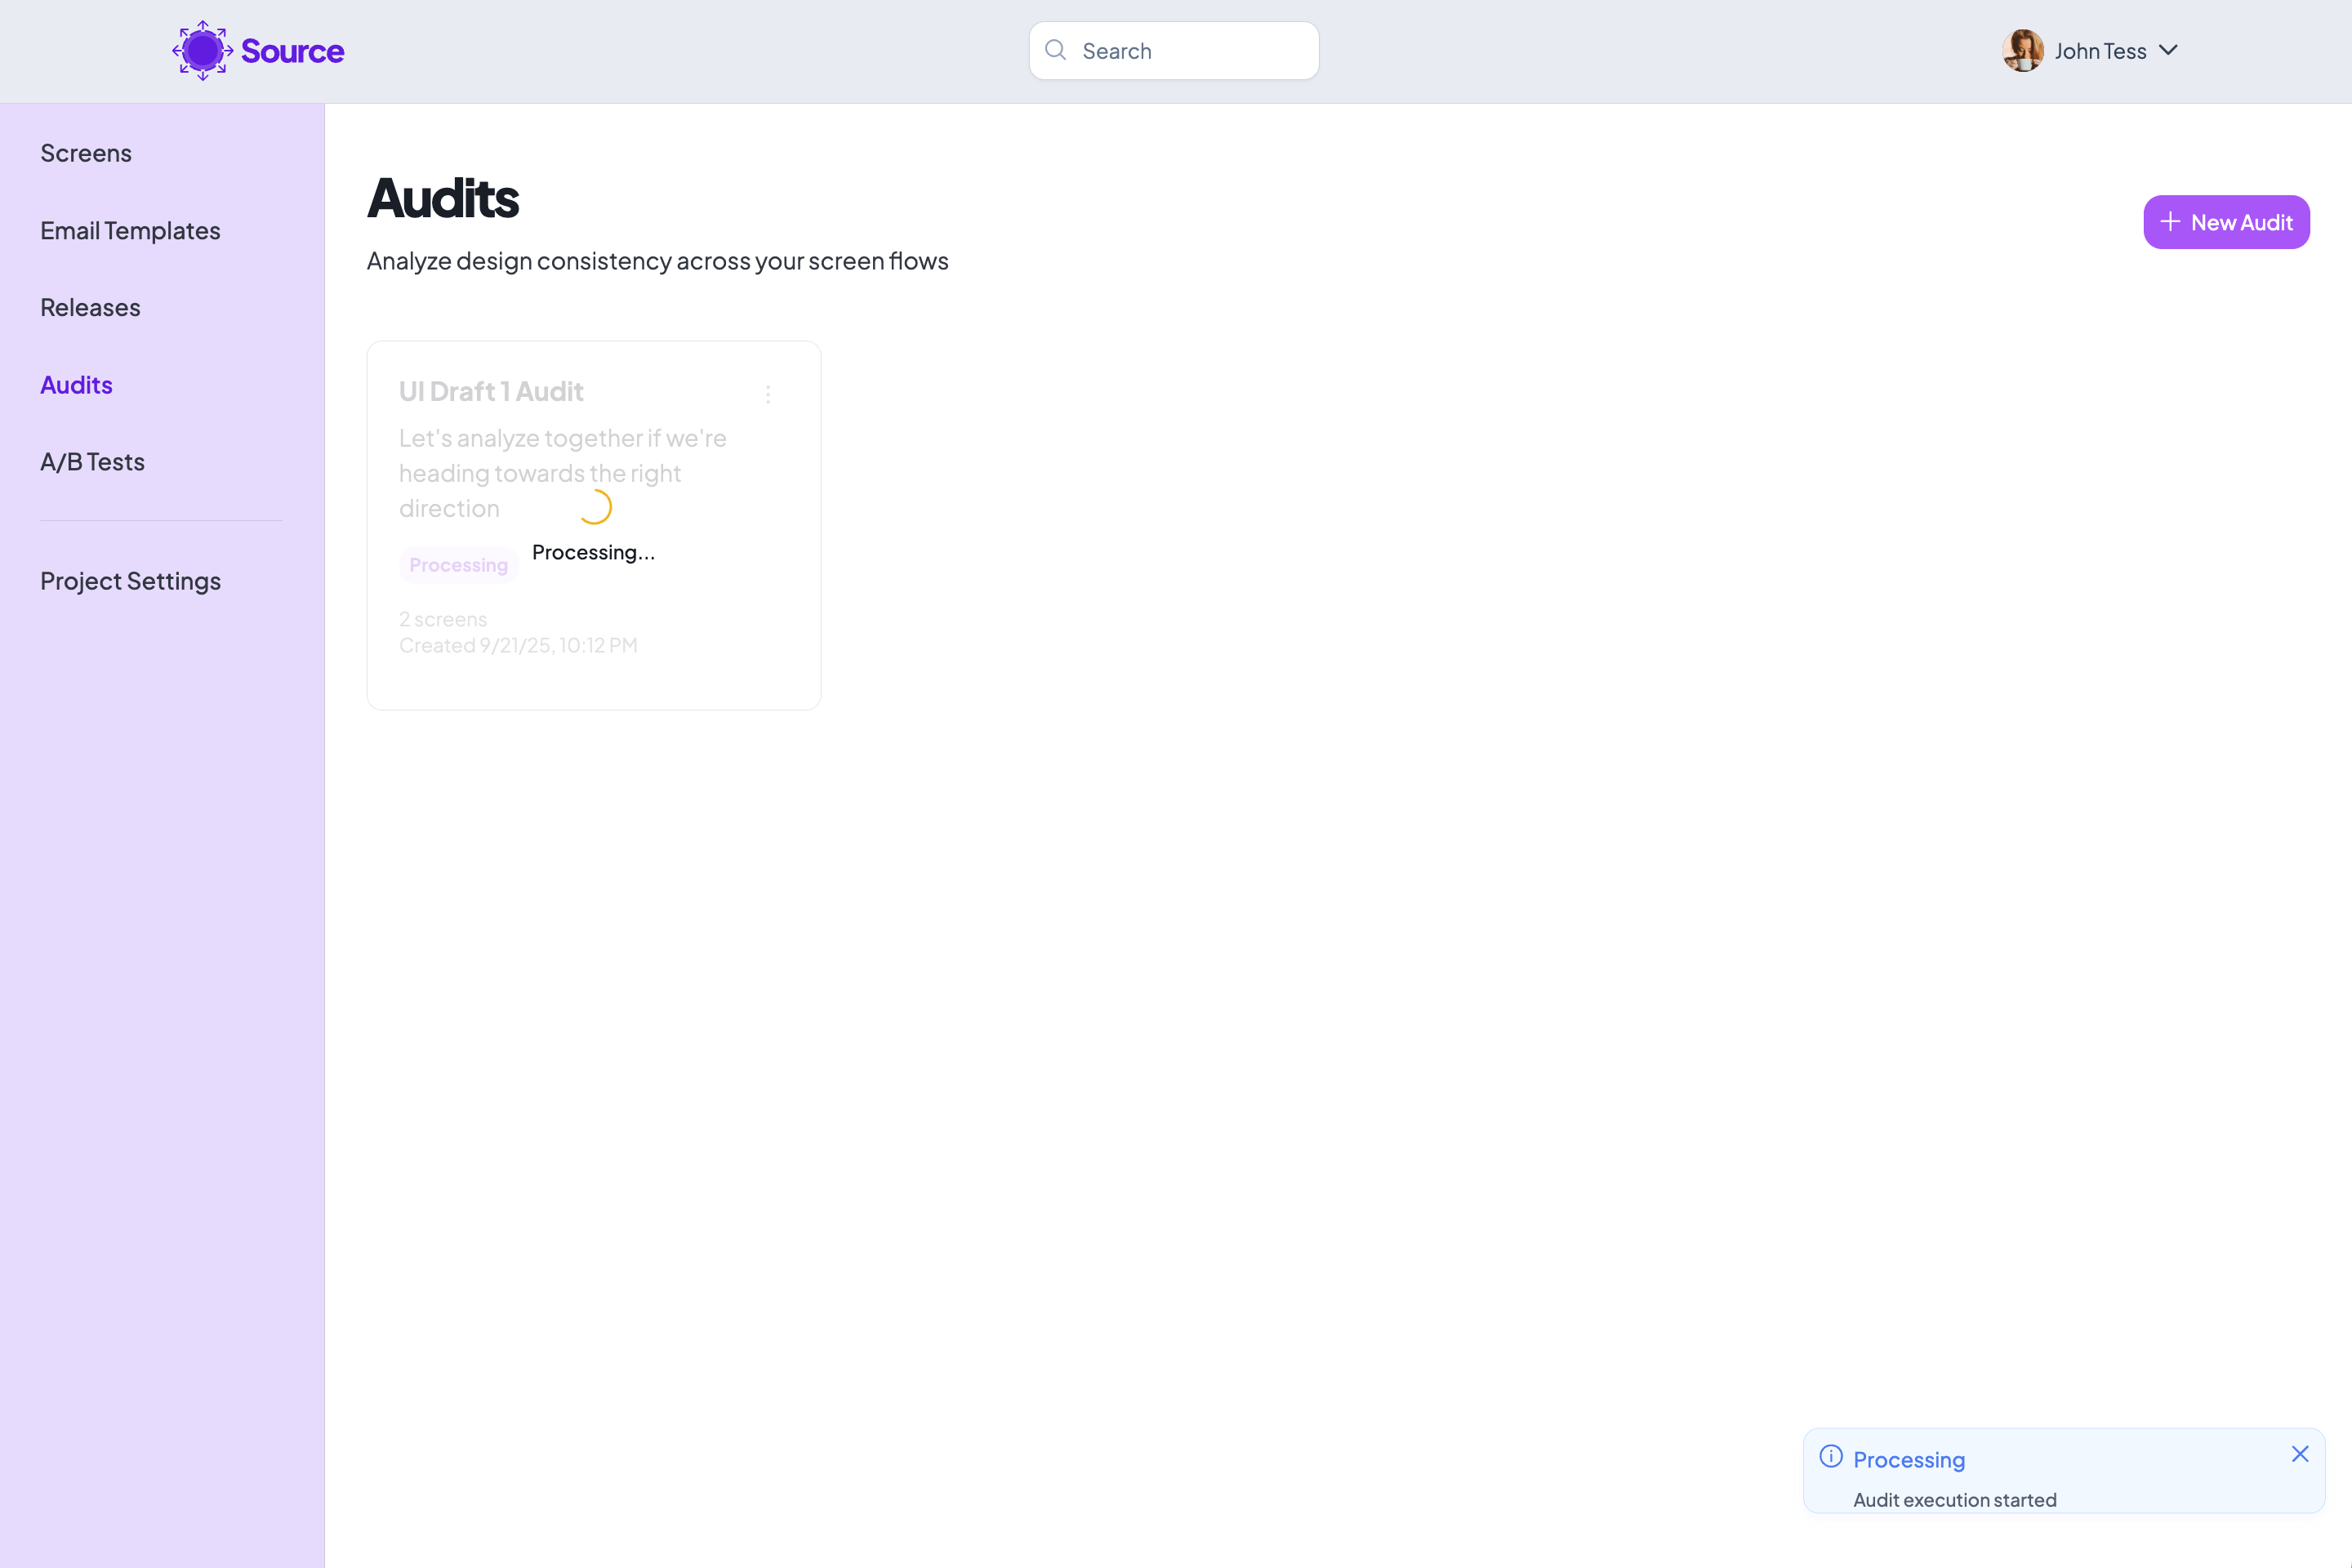 Source
Search
John Tess
Screens
Email Templates
Releases
Audits
A/B Tests
Project Settings
Audits
Analyze design consistency across your screen flows
New Audit
UI Draft 1 Audit
Let's analyze together if we're
heading towards the right
direction
Processing...
Processing
2 screens
Created 9/21/25, 10:12 PM
Processing
Audit execution started